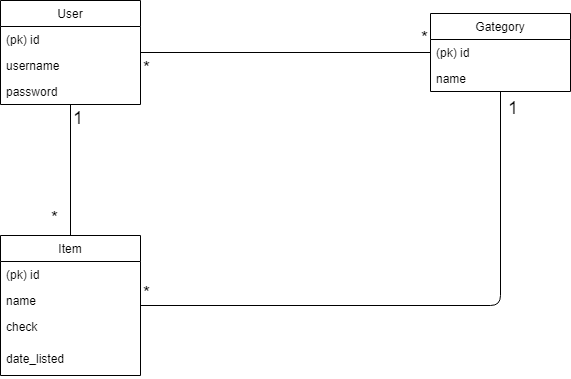 User
(pk) id
username
password
*
*
Gategory
(pk) id
name
1
1
*
Item
(pk) id
name
check
date_listed
*